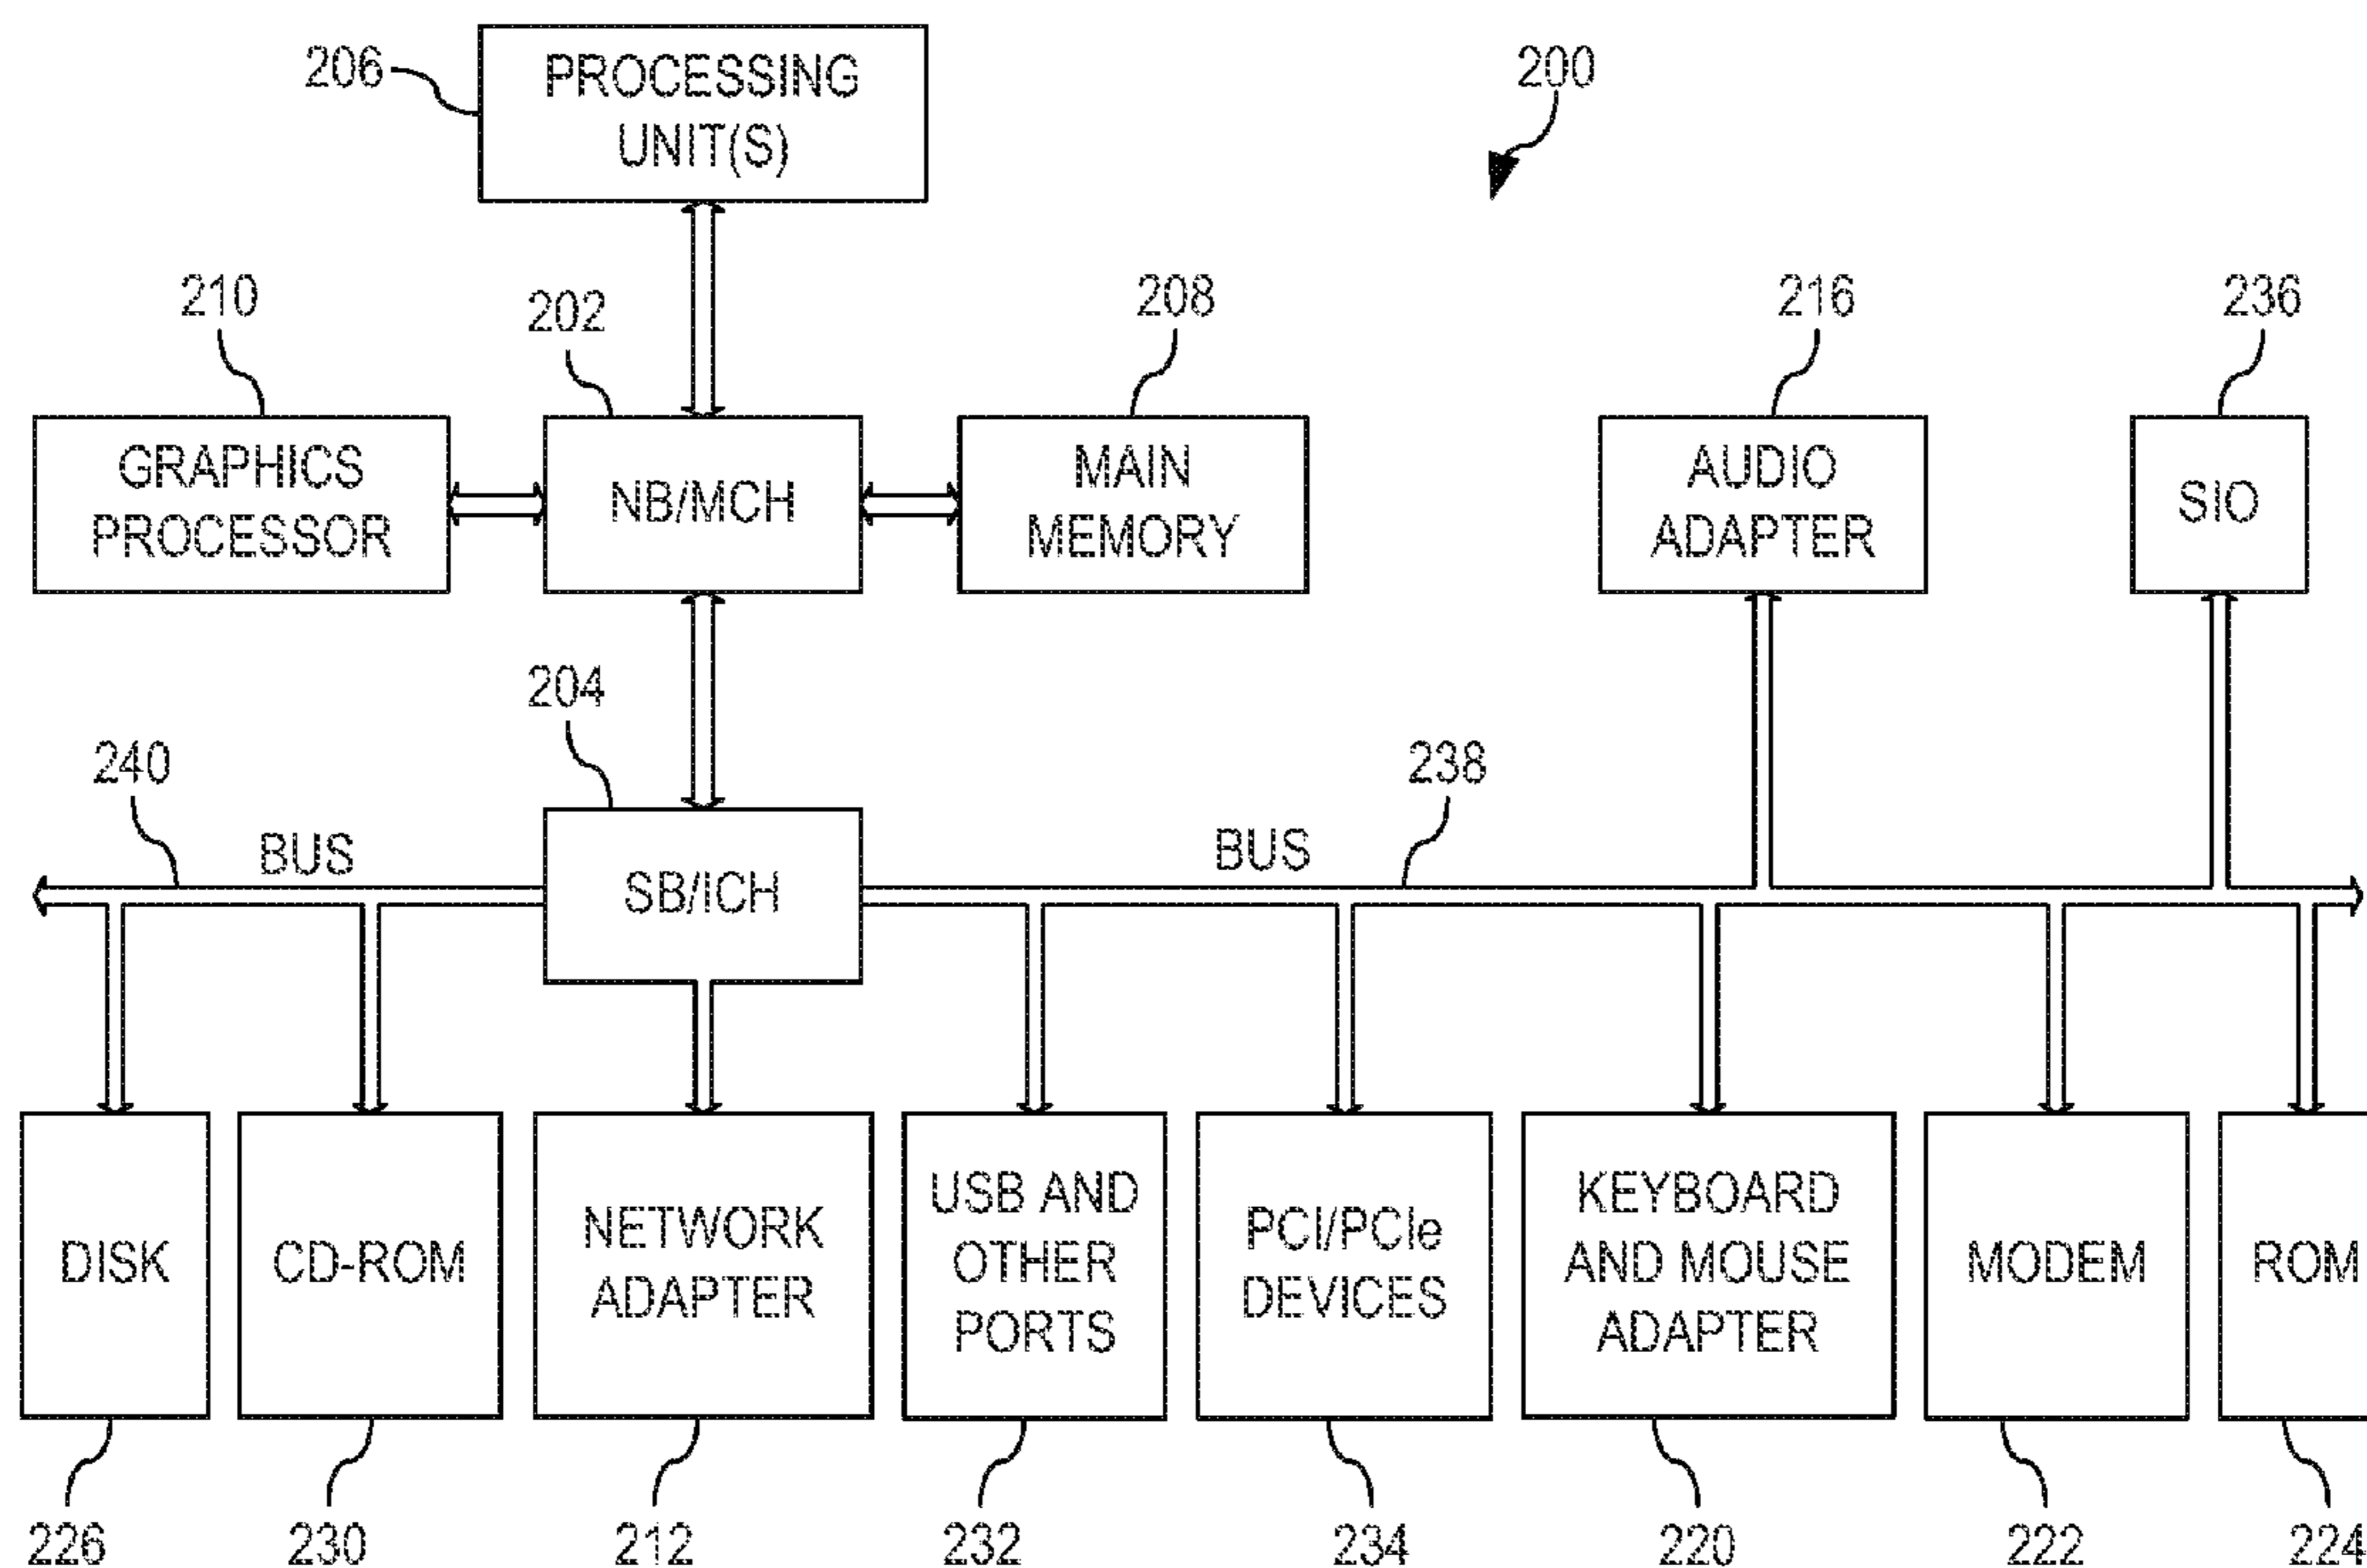 206
PROCESSING
UNIT(S)
200
210
202
208
216
236
GRAPHICS
PROCESSOR
NB/MCH
MAIN
MEMORY
AUDIO
ADAPTER
SIO
204
240
238
BUS
BUS
SB/ICH
DISK
CD-ROM
NETWORK
ADAPTER
USB AND
OTHER
PORTS
PCI/PCIe
DEVICES
KEYBOARD
AND MOUSE
ADAPTER
MODEM
ROM
226
230
212
232
234
220
222
224